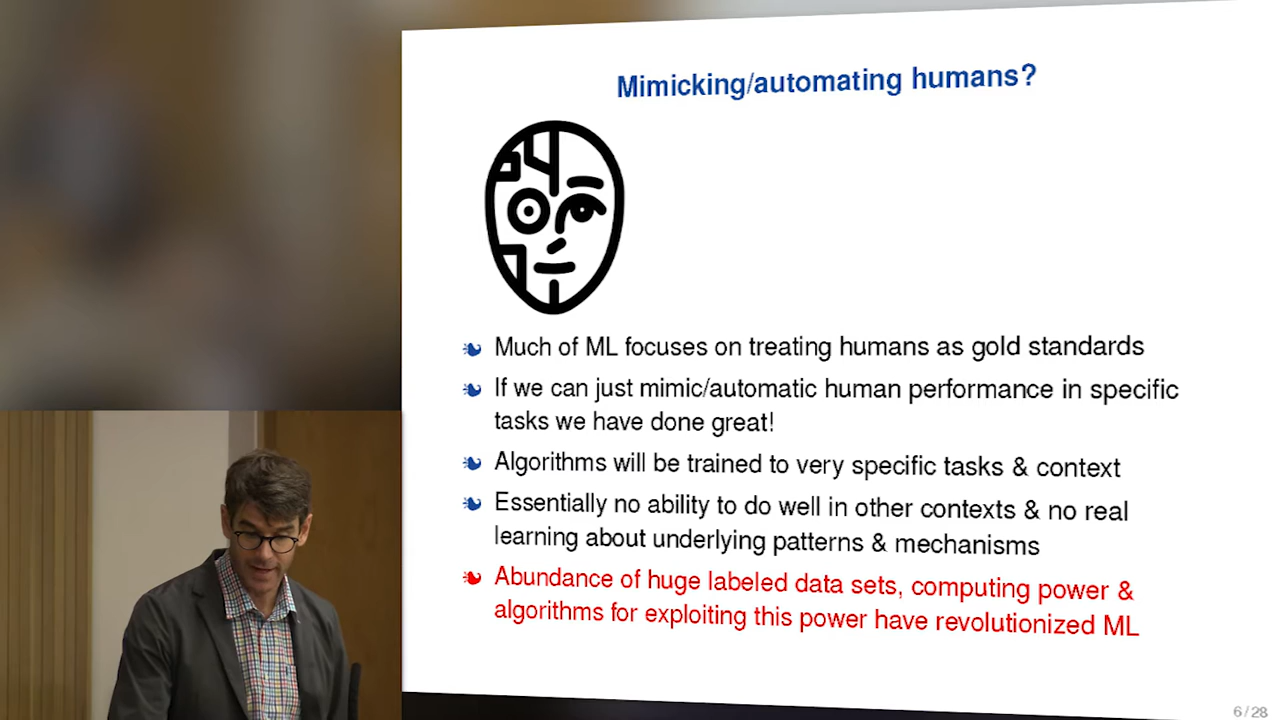 Mimicking/automating humans?
Much of ML focuses on treating humans as gold standards
If we can just mimic/automatic human performance in specific
tasks we have done great!
Algorithms will be trained to very specific tasks & context
Essentially no ability to do well in other contexts & no real
learning about underlying patterns & mechanisms
Abundance of huge labeled data sets, computing power &
algorithms for exploiting this power have revolutionized ML
6/28